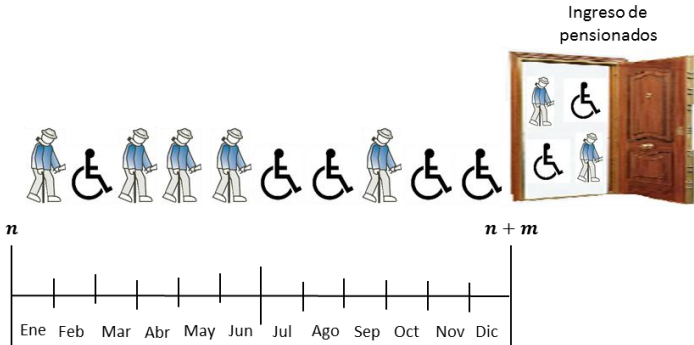 Ingreso de
pensionados
n
n + m
Ene Feb Mar Abr May Jun Jul Ago Sep Oct Nov Dic